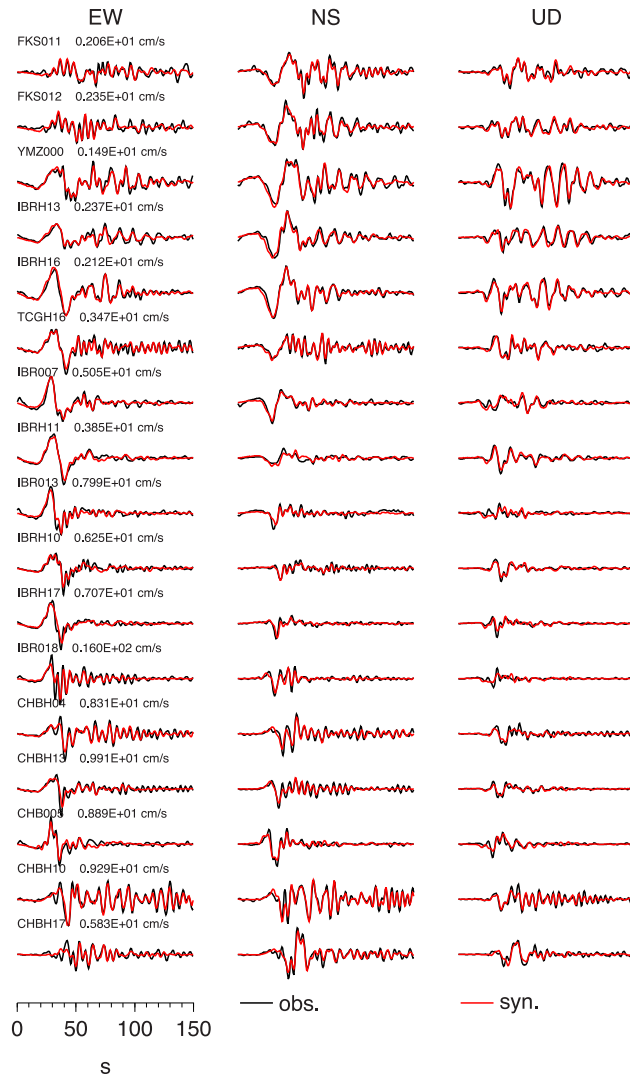 EW NS UD
FKS011 0.206E+01 cm/s
FKS012 0.235E+01 cm/s
YMZ000 0.149E+01 cm/s
IBRH13 0.237E+01 cm/s
IBRH16 0.212E+01 cm/s
TCGH16 0.347E+01 cm/s
IBR007 0.505E+01 cm/s
IBRH11 0.385E+01 cm/s
IBR013 0.799E+01 cm/s
IBRH10 0.625E+01 cm/s
IBRH17 0.707E+01 cm/s
IBR018 0.160E+02 cm/s
CHBH04 0.831E+01 cm/s
CHBH13 0.991E+01 cm/s
CHB005 0.889E+01 cm/s
CHBH10 0.929E+01 cm/s
CHBH17 0.583E+01 cm/s
obs. syn.
0 50 100 150
s